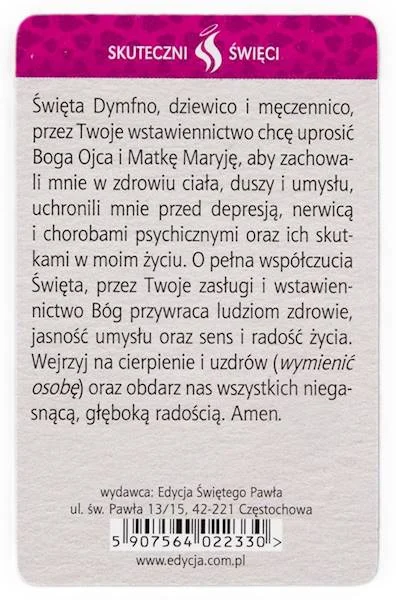 SKUTECZNI ŚWIĘCI
Święta Dymfno, dziewico i męczennico,
przez Twoje wstawiennictwo chcę uprosić
Boga Ojca i Matkę Maryję, aby zachowa-
li mnie w zdrowiu ciała, duszy i umysłu,
uchronili mnie przed depresją, nerwicą
i chorobami psychicznymi oraz ich skut-
kami w moim życiu. O pełna współczucia
Święta, przez Twoje zasługi i wstawien-
nictwo Bóg przywraca ludziom zdrowie,
jasność umysłu oraz sens i radość życia.
Wejrzyj na cierpienie i uzdrów (wymienić
osobę) oraz obdarz nas wszystkich niega-
snącą, głęboką radością. Amen.
wydawca: Edycja Świętego Pawła
ul. św. Pawła 13/15, 42-221 Częstochowa
5 907564 022330 >
www.edycja.com.pl